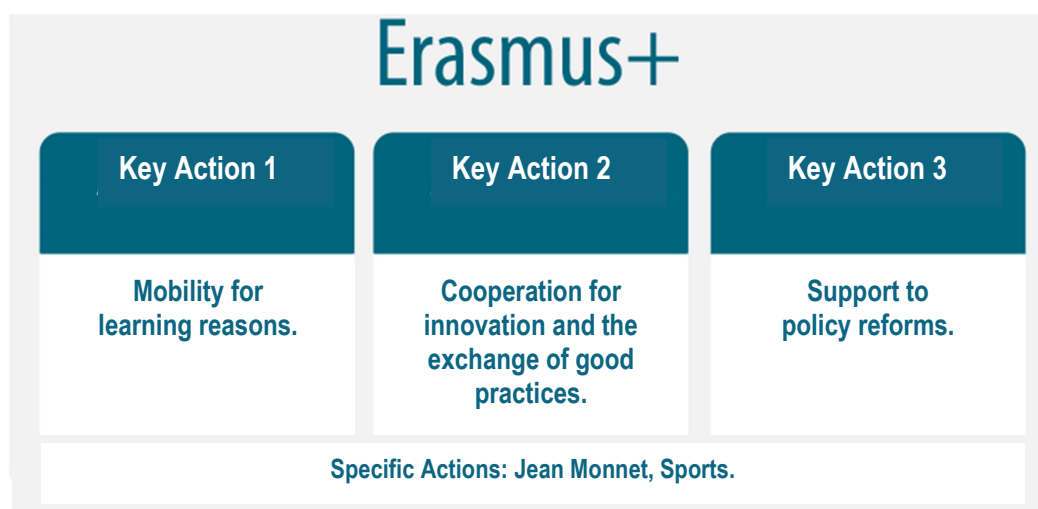 Erasmus+
Key Action 1
Key Action 2
Key Action 3
Mobility for
learning reasons.
Cooperation for
innovation and the
exchange of good
practices.
Support to
policy reforms.
Specific Actions: Jean Monnet, Sports.